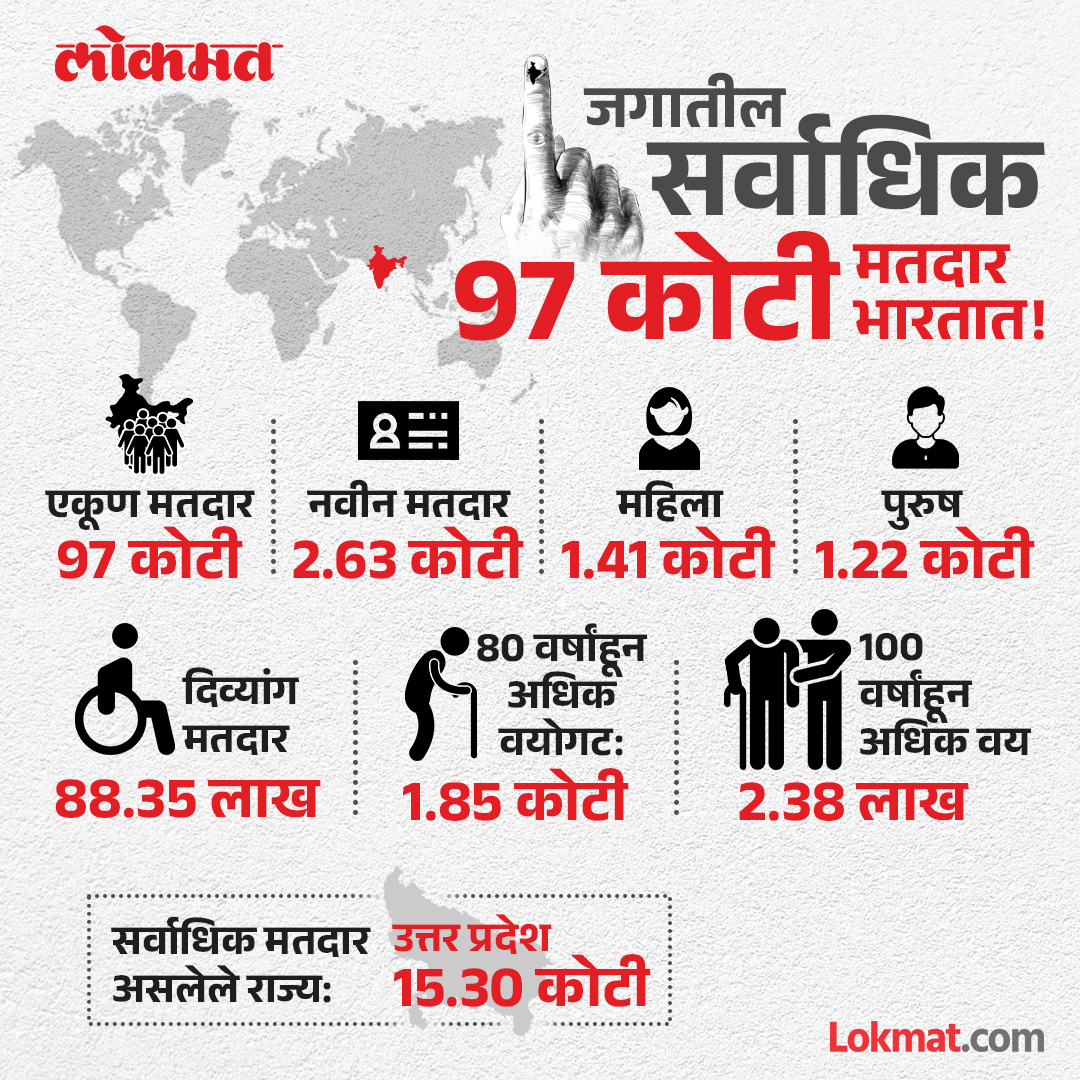 लोकमत
जगातील
सर्वाधिक
97 कोटी मतदार
भारतात!
एकूण मतदार
97 कोटी
नवीन मतदार
2.63 कोटी
महिला
1.41 कोटी
पुरुष
1.22 कोटी
दिव्यांग
मतदार
88.35 लाख
80 वर्षांहून
अधिक
वयोगट:
1.85 कोटी
100
वर्षांहून
अधिक वय
2.38 लाख
सर्वाधिक मतदार
असलेले राज्य:
उत्तर प्रदेश
15.30 कोटी
Lokmat.com